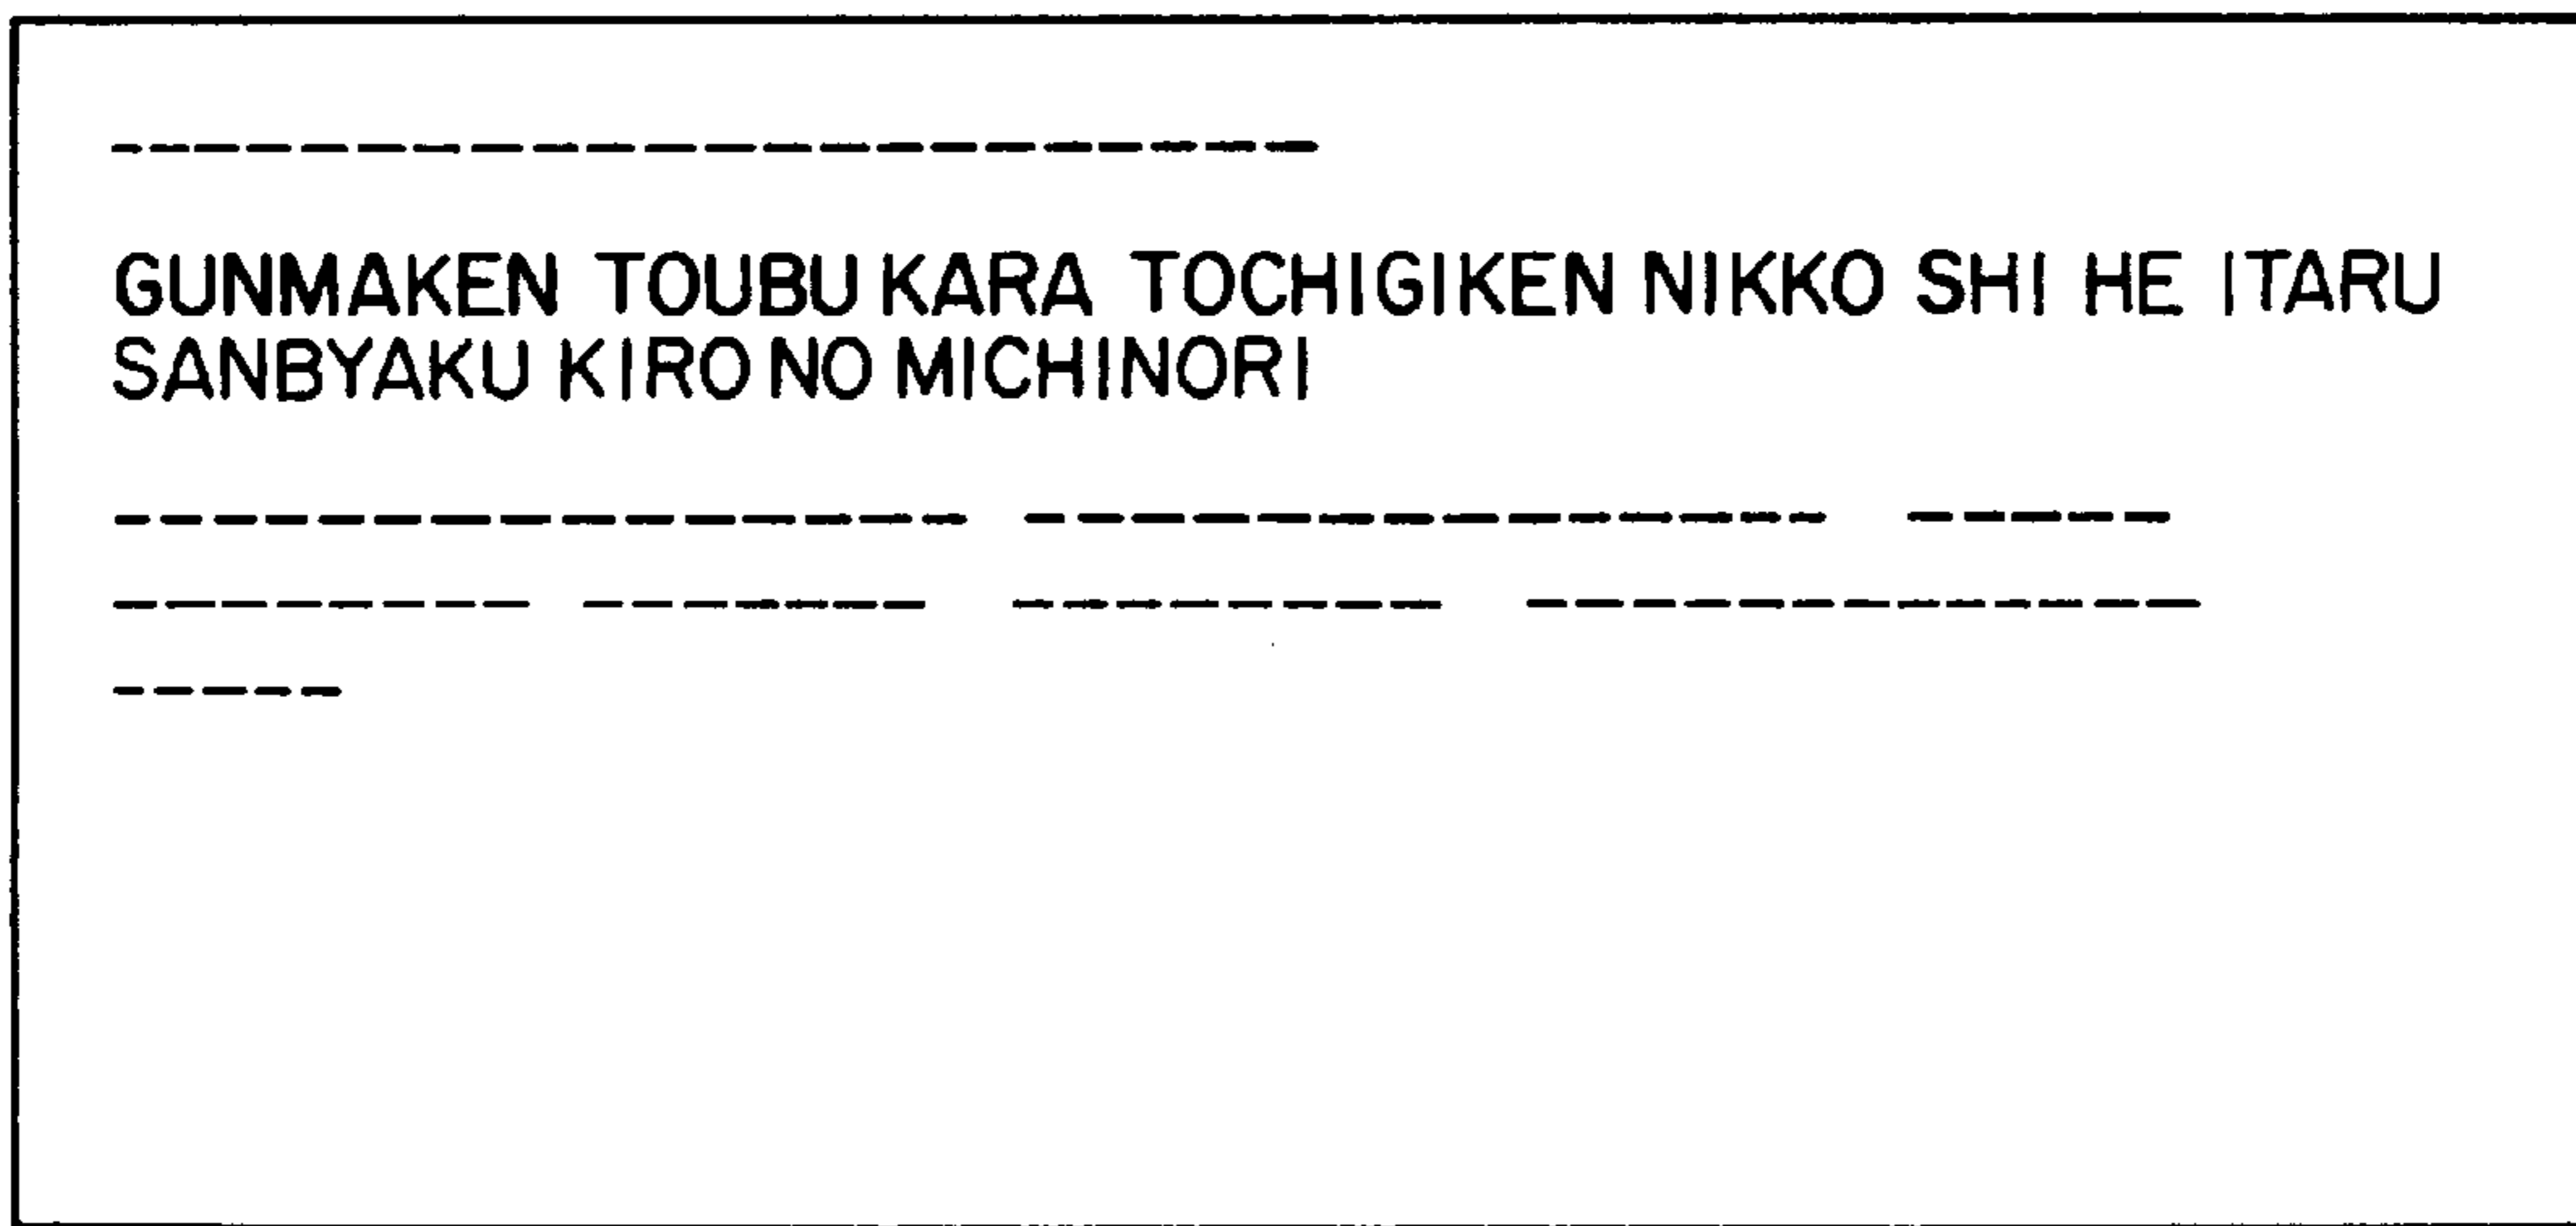 GUNMAKEN TOUBU KARA TOCHIGIKEN NIKKO SHI HE ITARU
SANBYAKU KIRO NO MICHINORI